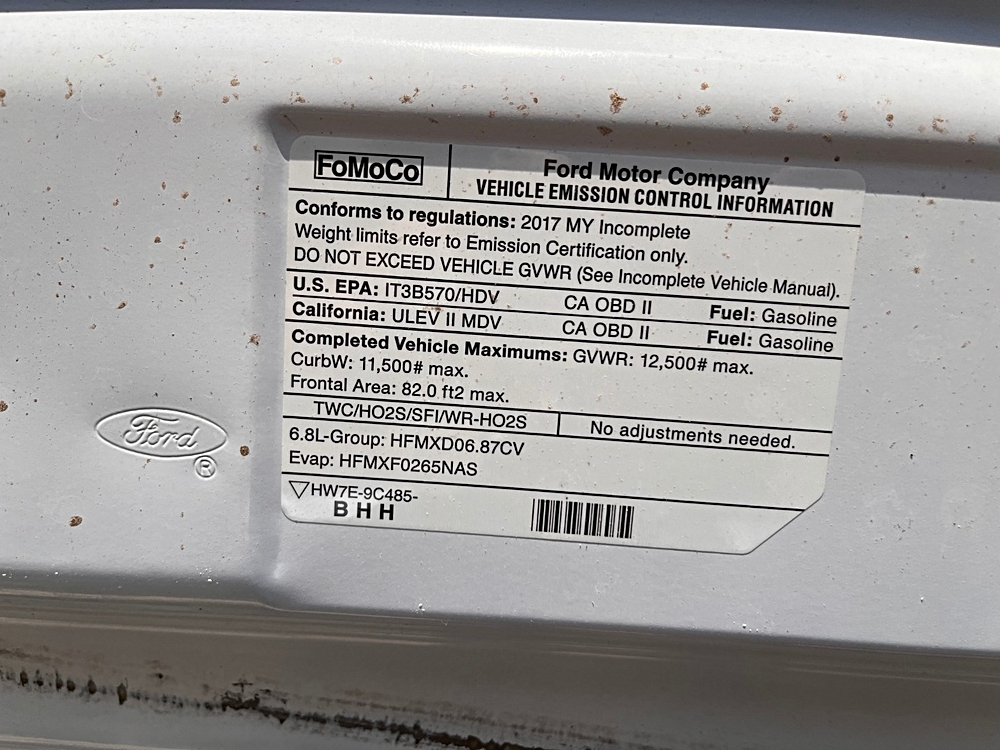 FoMoCo
Ford Motor Company
VEHICLE EMISSION CONTROL INFORMATION
Conforms to regulations: 2017 MY Incomplete
Weight limits refer to Emission Certification only.
DO NOT EXCEED VEHICLE GVWR (See Incomplete Vehicle Manual).
U.S. EPA: IT3B570/HDV CA OBD II Fuel: Gasoline
California: ULEV II MDV CA OBD II Fuel: Gasoline
Completed Vehicle Maximums: GVWR: 12,500# max.
CurbW: 11,500# max.
Frontal Area: 82.0 ft2 max.
TWC/HO2S/SFI/WR-HO2S No adjustments needed.
6.8L-Group: HFMXD06.87CV
Evap: HFMXF0265NAS
HW7E-9C485-
B H H
Ford
®